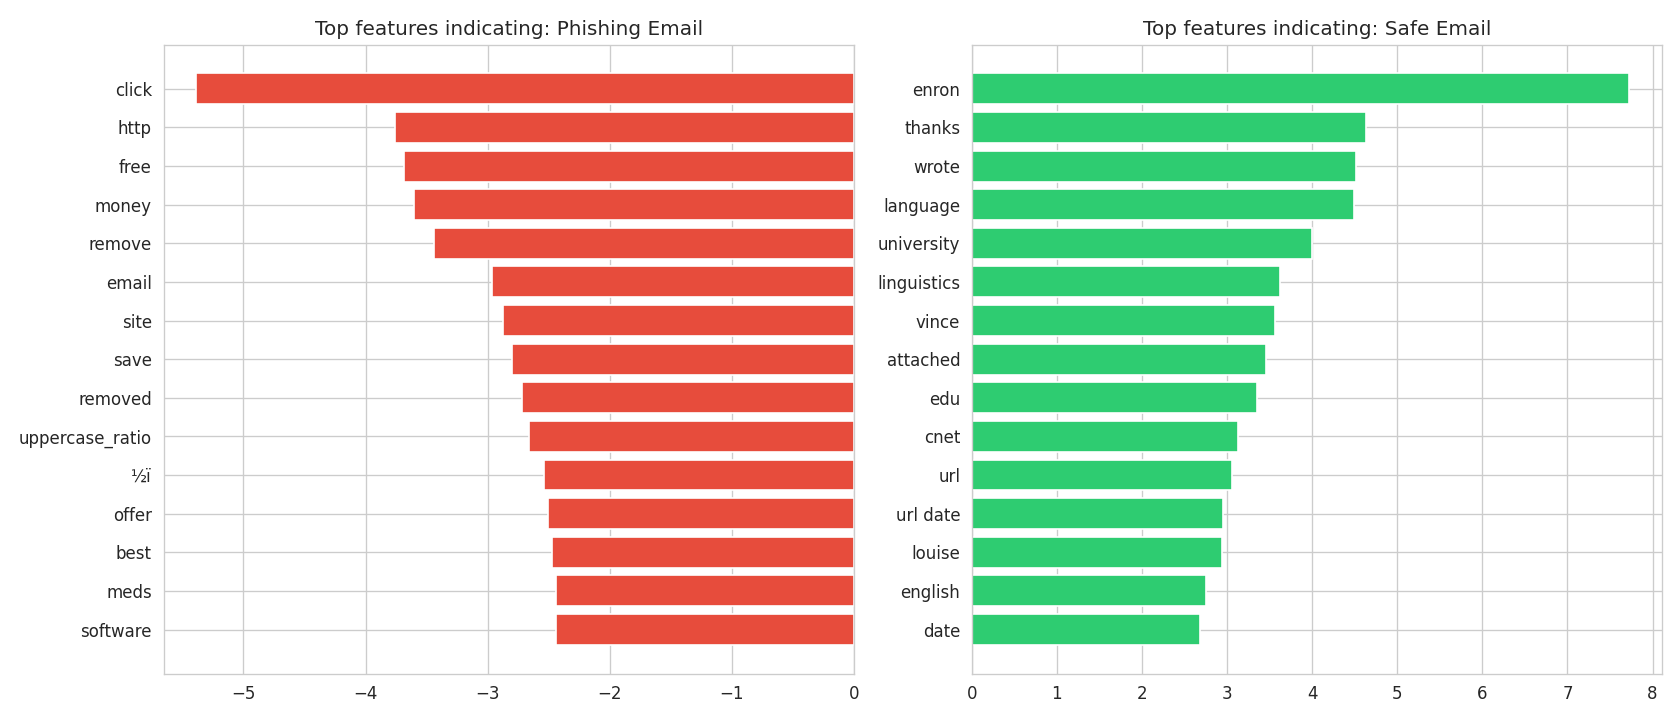 Top features indicating: Phishing Email
click
http
free
money
remove
email
site
save
removed
uppercase_ratio
½ï
offer
best
meds
software
−5 −4 −3 −2 −1 0
Top features indicating: Safe Email
enron
thanks
wrote
language
university
linguistics
vince
attached
edu
cnet
url
url date
louise
english
date
0 1 2 3 4 5 6 7 8